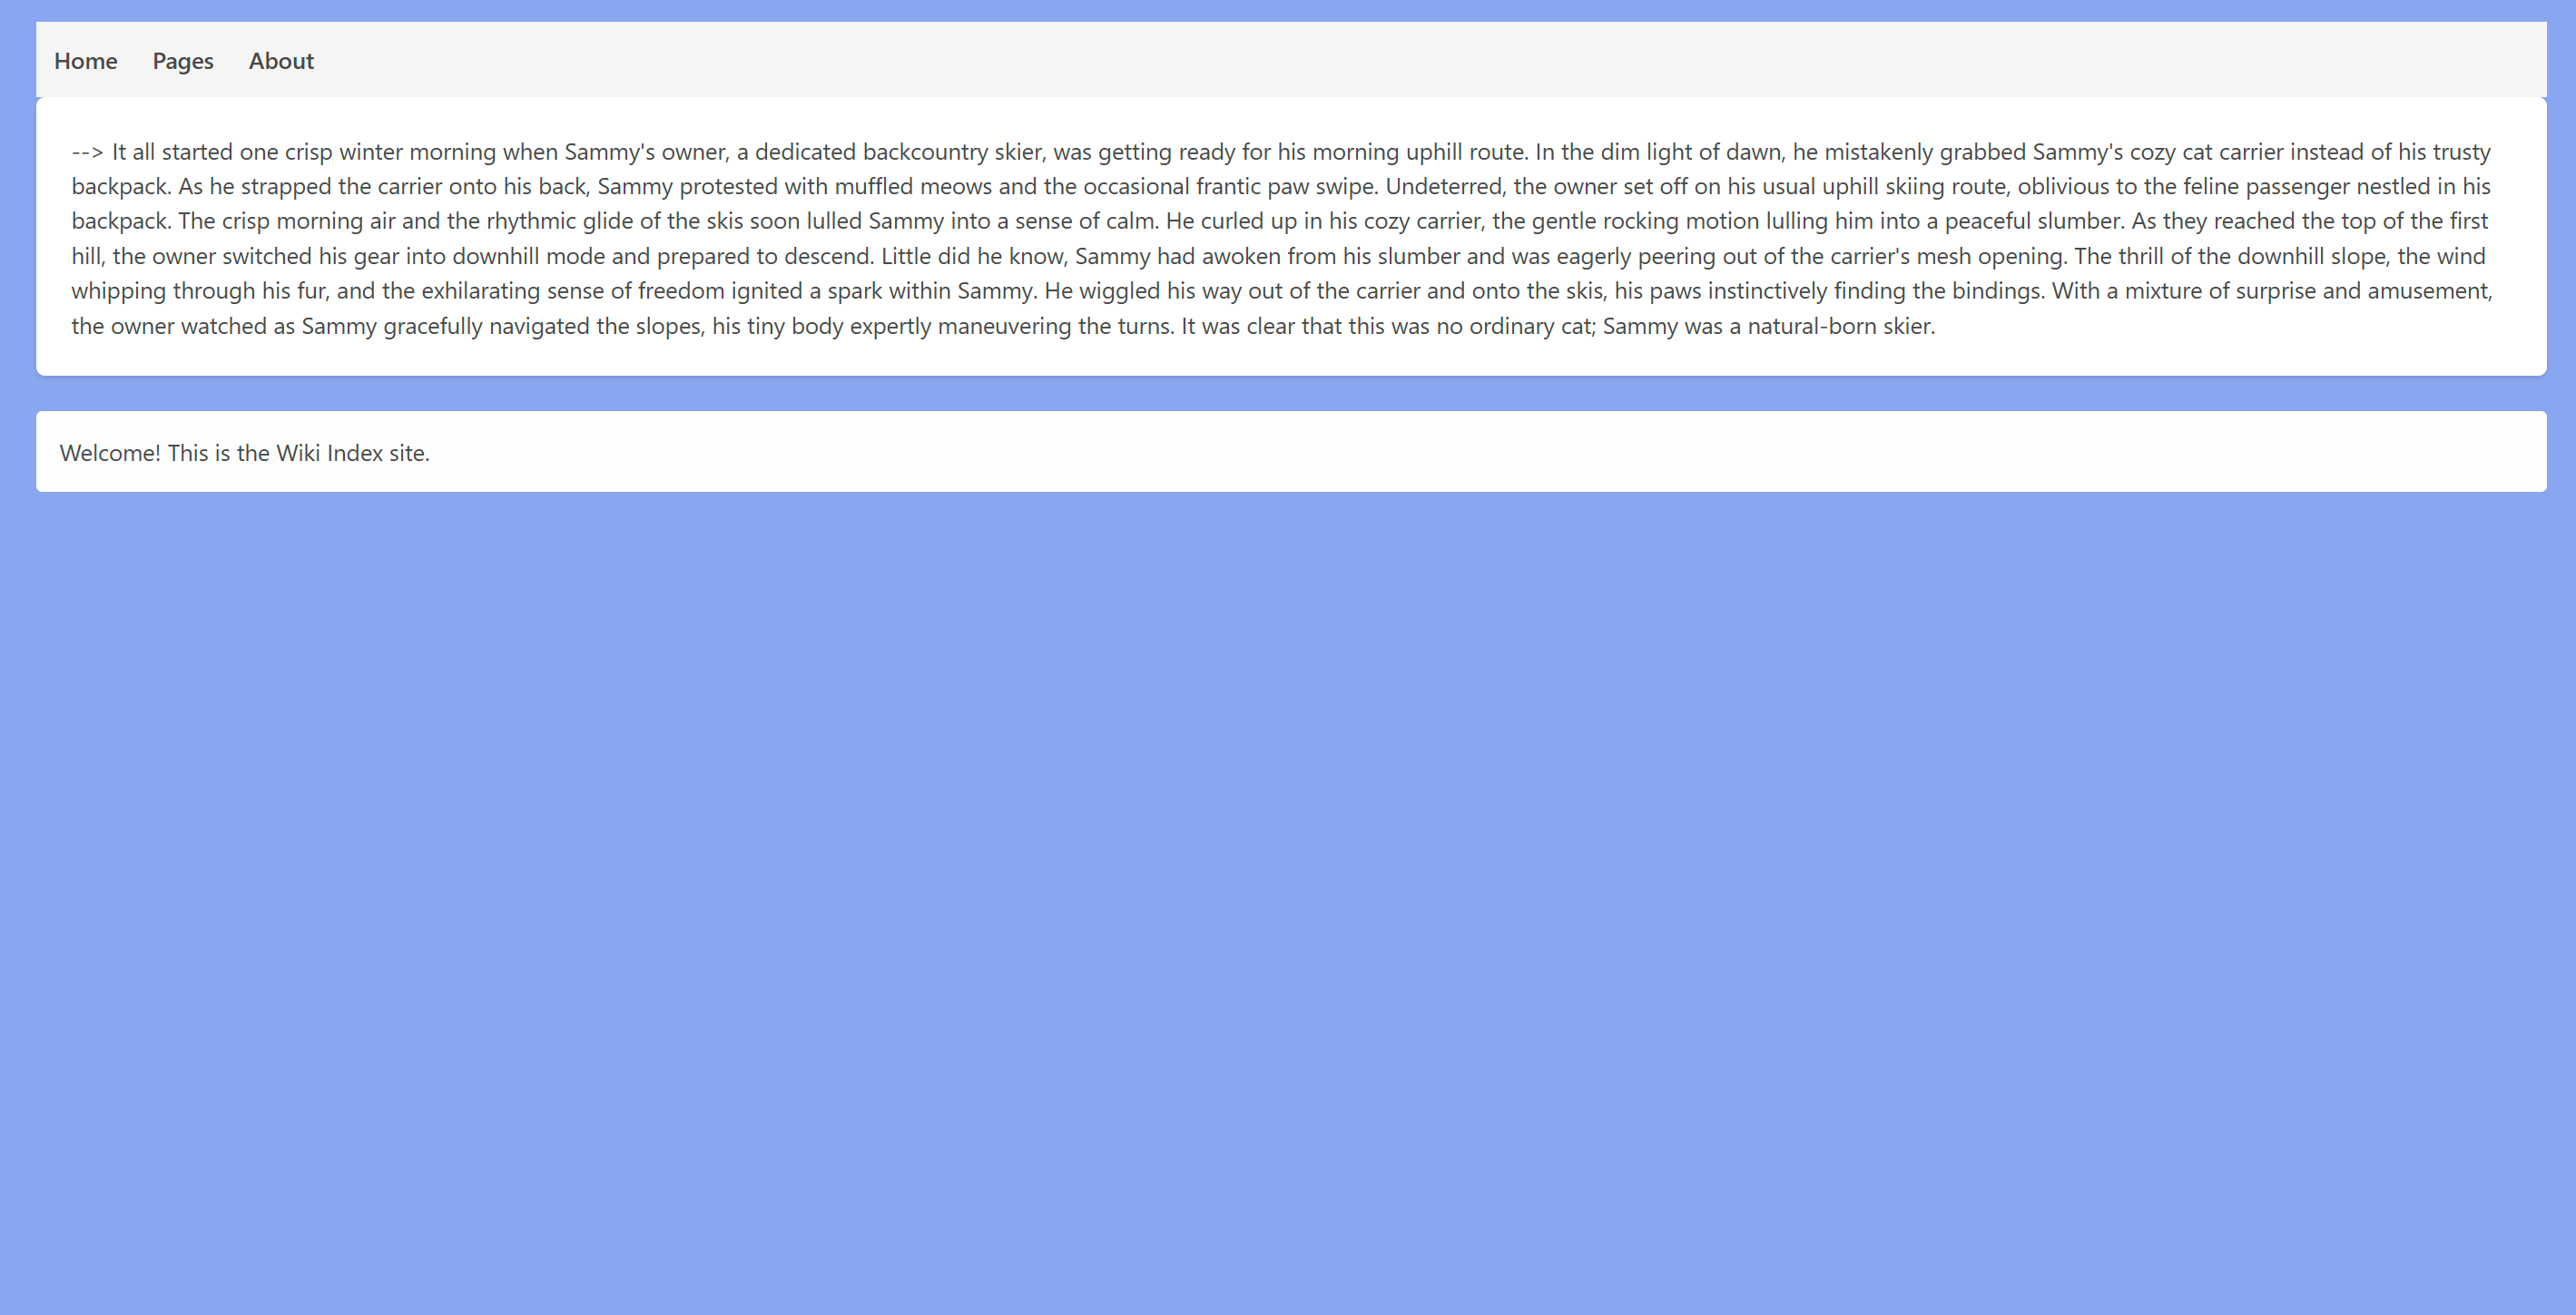 Home Pages About
--> It all started one crisp winter morning when Sammy's owner, a dedicated backcountry skier, was getting ready for his morning uphill route. In the dim light of dawn, he mistakenly grabbed Sammy's cozy cat carrier instead of his trusty
backpack. As he strapped the carrier onto his back, Sammy protested with muffled meows and the occasional frantic paw swipe. Undeterred, the owner set off on his usual uphill skiing route, oblivious to the feline passenger nestled in his
backpack. The crisp morning air and the rhythmic glide of the skis soon lulled Sammy into a sense of calm. He curled up in his cozy carrier, the gentle rocking motion lulling him into a peaceful slumber. As they reached the top of the first
hill, the owner switched his gear into downhill mode and prepared to descend. Little did he know, Sammy had awoken from his slumber and was eagerly peering out of the carrier's mesh opening. The thrill of the downhill slope, the wind
whipping through his fur, and the exhilarating sense of freedom ignited a spark within Sammy. He wiggled his way out of the carrier and onto the skis, his paws instinctively finding the bindings. With a mixture of surprise and amusement,
the owner watched as Sammy gracefully navigated the slopes, his tiny body expertly maneuvering the turns. It was clear that this was no ordinary cat; Sammy was a natural-born skier.
Welcome! This is the Wiki Index site.